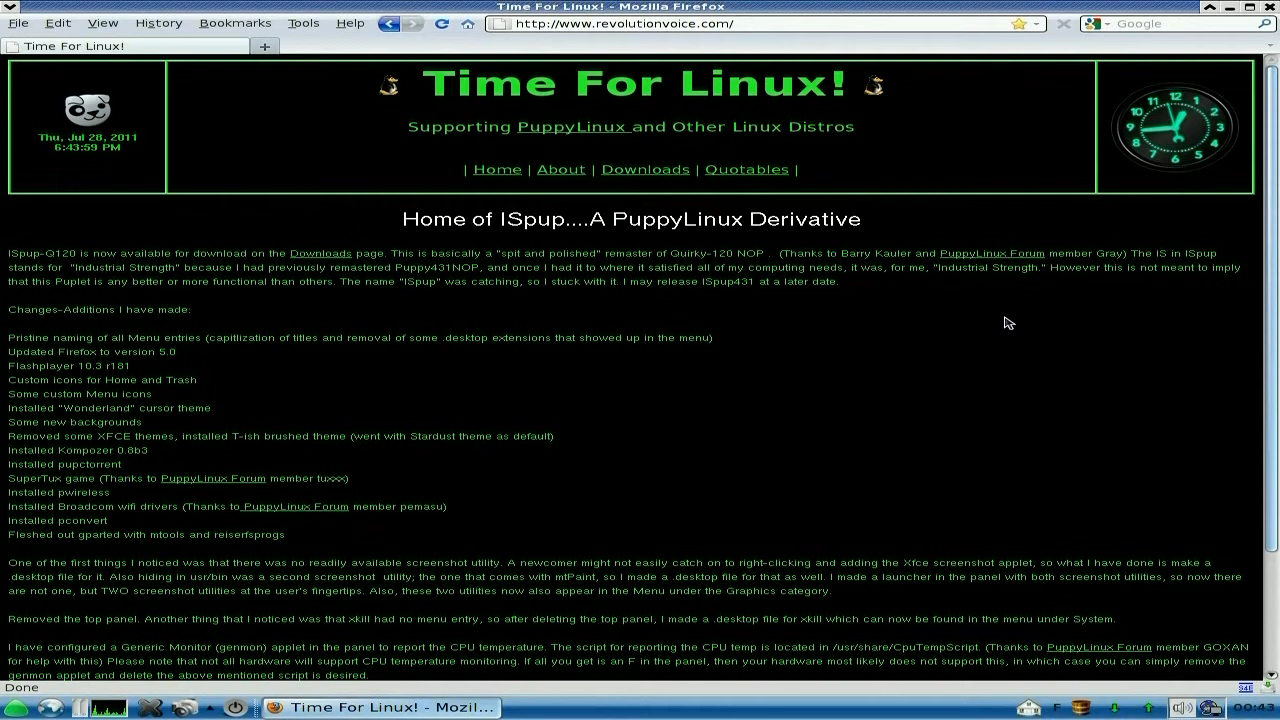 Time For Linux! - Mozilla Firefox
File Edit View History Bookmarks Tools Help http://www.revolutionvoice.com/ Google
Time For Linux!
Time For Linux!
Thu, Jul 28, 2011
6:43:59 PM
Supporting PuppyLinux and Other Linux Distros
| Home | About | Downloads | Quotables |
12 1 2 3 4 5 6 7 8 9 10 11
Home of ISpup....A PuppyLinux Derivative
ISpup-Q120 is now available for download on the Downloads page. This is basically a "spit and polished" remaster of Quirky-120 NOP . (Thanks to Barry Kauler and PuppyLinux Forum member Gray) The IS in ISpup
stands for "Industrial Strength" because I had previously remastered Puppy431NOP, and once I had it to where it satisfied all of my computing needs, it was, for me, "Industrial Strength." However this is not meant to imply
that this Puplet is any better or more functional than others. The name "ISpup" was catching, so I stuck with it. I may release ISpup431 at a later date.
Changes-Additions I have made:
Pristine naming of all Menu entries (capitlization of titles and removal of some .desktop extensions that showed up in the menu)
Updated Firefox to version 5.0
Flashplayer 10.3 r181
Custom icons for Home and Trash
Some custom Menu icons
Installed "Wonderland" cursor theme
Some new backgrounds
Removed some XFCE themes, installed T-ish brushed theme (went with Stardust theme as default)
Installed Kompozer 0.8b3
Installed pupctorrent
SuperTux game (Thanks to PuppyLinux Forum member tuxxx)
Installed pwireless
Installed Broadcom wifi drivers (Thanks to PuppyLinux Forum member pemasu)
Installed pconvert
Fleshed out gparted with mtools and reiserfsprogs
One of the first things I noticed was that there was no readily available screenshot utility. A newcomer might not easily catch on to right-clicking and adding the Xfce screenshot applet, so what I have done is make a
.desktop file for it. Also hiding in usr/bin was a second screenshot utility; the one that comes with mtPaint, so I made a .desktop file for that as well. I made a launcher in the panel with both screenshot utilities, so now there
are not one, but TWO screenshot utilities at the user's fingertips. Also, these two utilities now also appear in the Menu under the Graphics category.
Removed the top panel. Another thing that I noticed was that xkill had no menu entry, so after deleting the top panel, I made a .desktop file for xkill which can now be found in the menu under System.
I have configured a Generic Monitor (genmon) applet in the panel to report the CPU temperature. The script for reporting the CPU temp is located in /usr/share/CpuTempScript. (Thanks to PuppyLinux Forum member GOXAN
for help with this) Please note that not all hardware will support CPU temperature monitoring. If all you get is an F in the panel, then your hardware most likely does not support this, in which case you can simply remove the
genmon applet and delete the above mentioned script is desired.
Done
Time For Linux! - Mozil... F 00:43